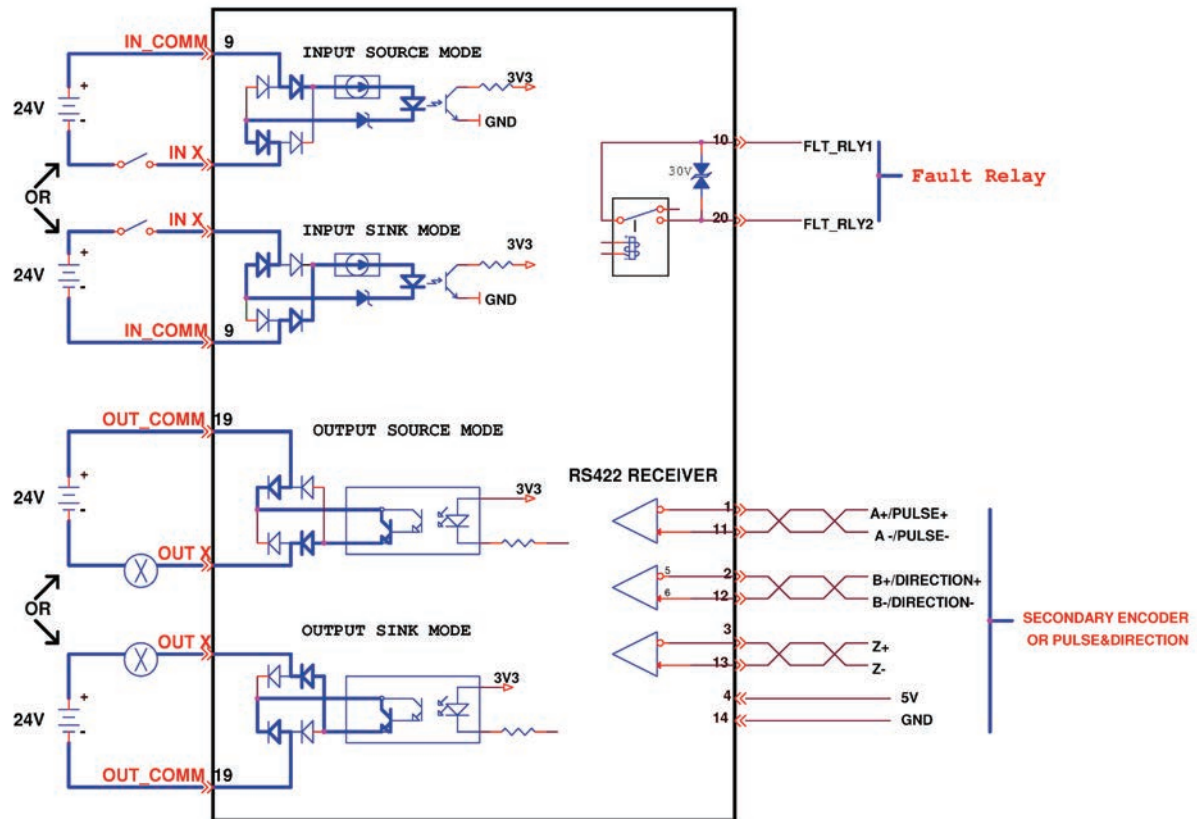 IN_COMM 9
INPUT SOURCE MODE
3V3
+
24V
-
GND
IN X
10
FLT_RLY1
30V
Fault Relay
OR
20
FLT_RLY2
IN X
INPUT SINK MODE
3V3
+
24V
-
GND
IN_COMM 9
OUT_COMM 19
OUTPUT SOURCE MODE
+
24V
-
3V3
OUT X
RS422 RECEIVER
1
A+/PULSE+
11
A-/PULSE-
5
2
B+/DIRECTION+
6
12
B-/DIRECTION-
OR
SECONDARY ENCODER
OR PULSE&DIRECTION
OUT X
OUTPUT SINK MODE
3
Z+
13
Z-
3V3
+
24V
-
4
5V
14
GND
OUT_COMM 19